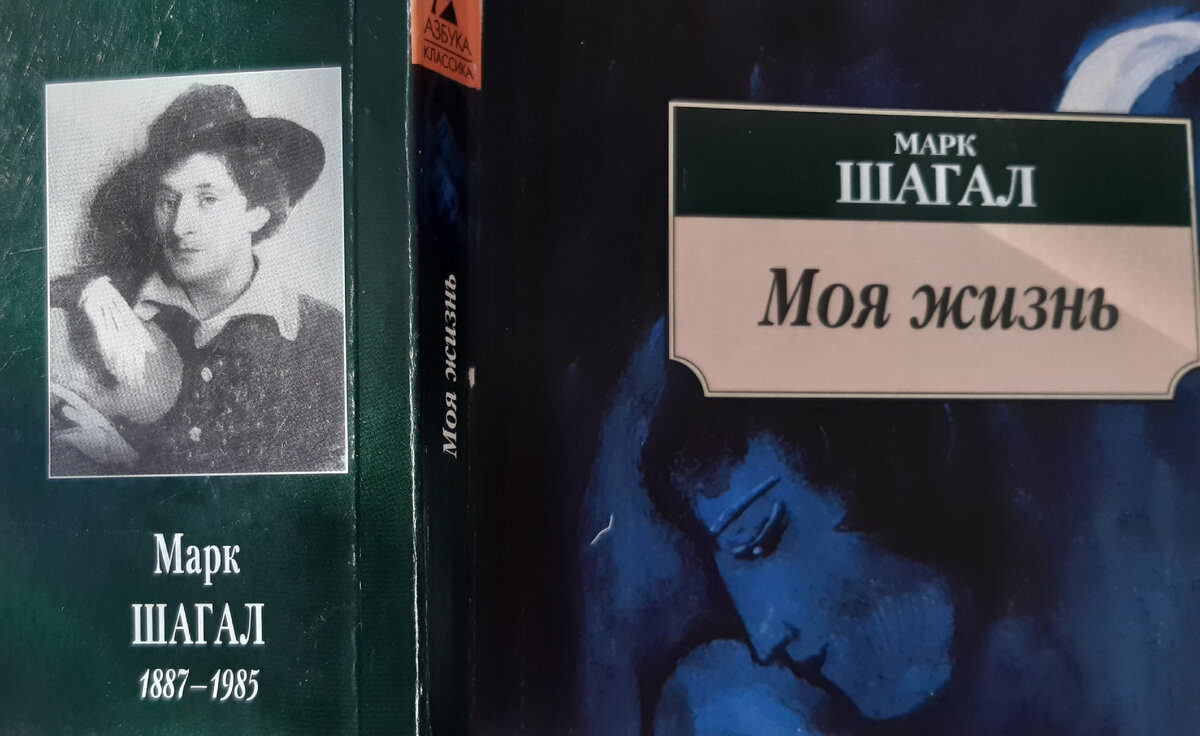 Марк
ШАГАЛ
1887–1985
АЗБУКА
КЛАССИКА
Моя жизнь
МАРК
ШАГАЛ
Моя жизнь